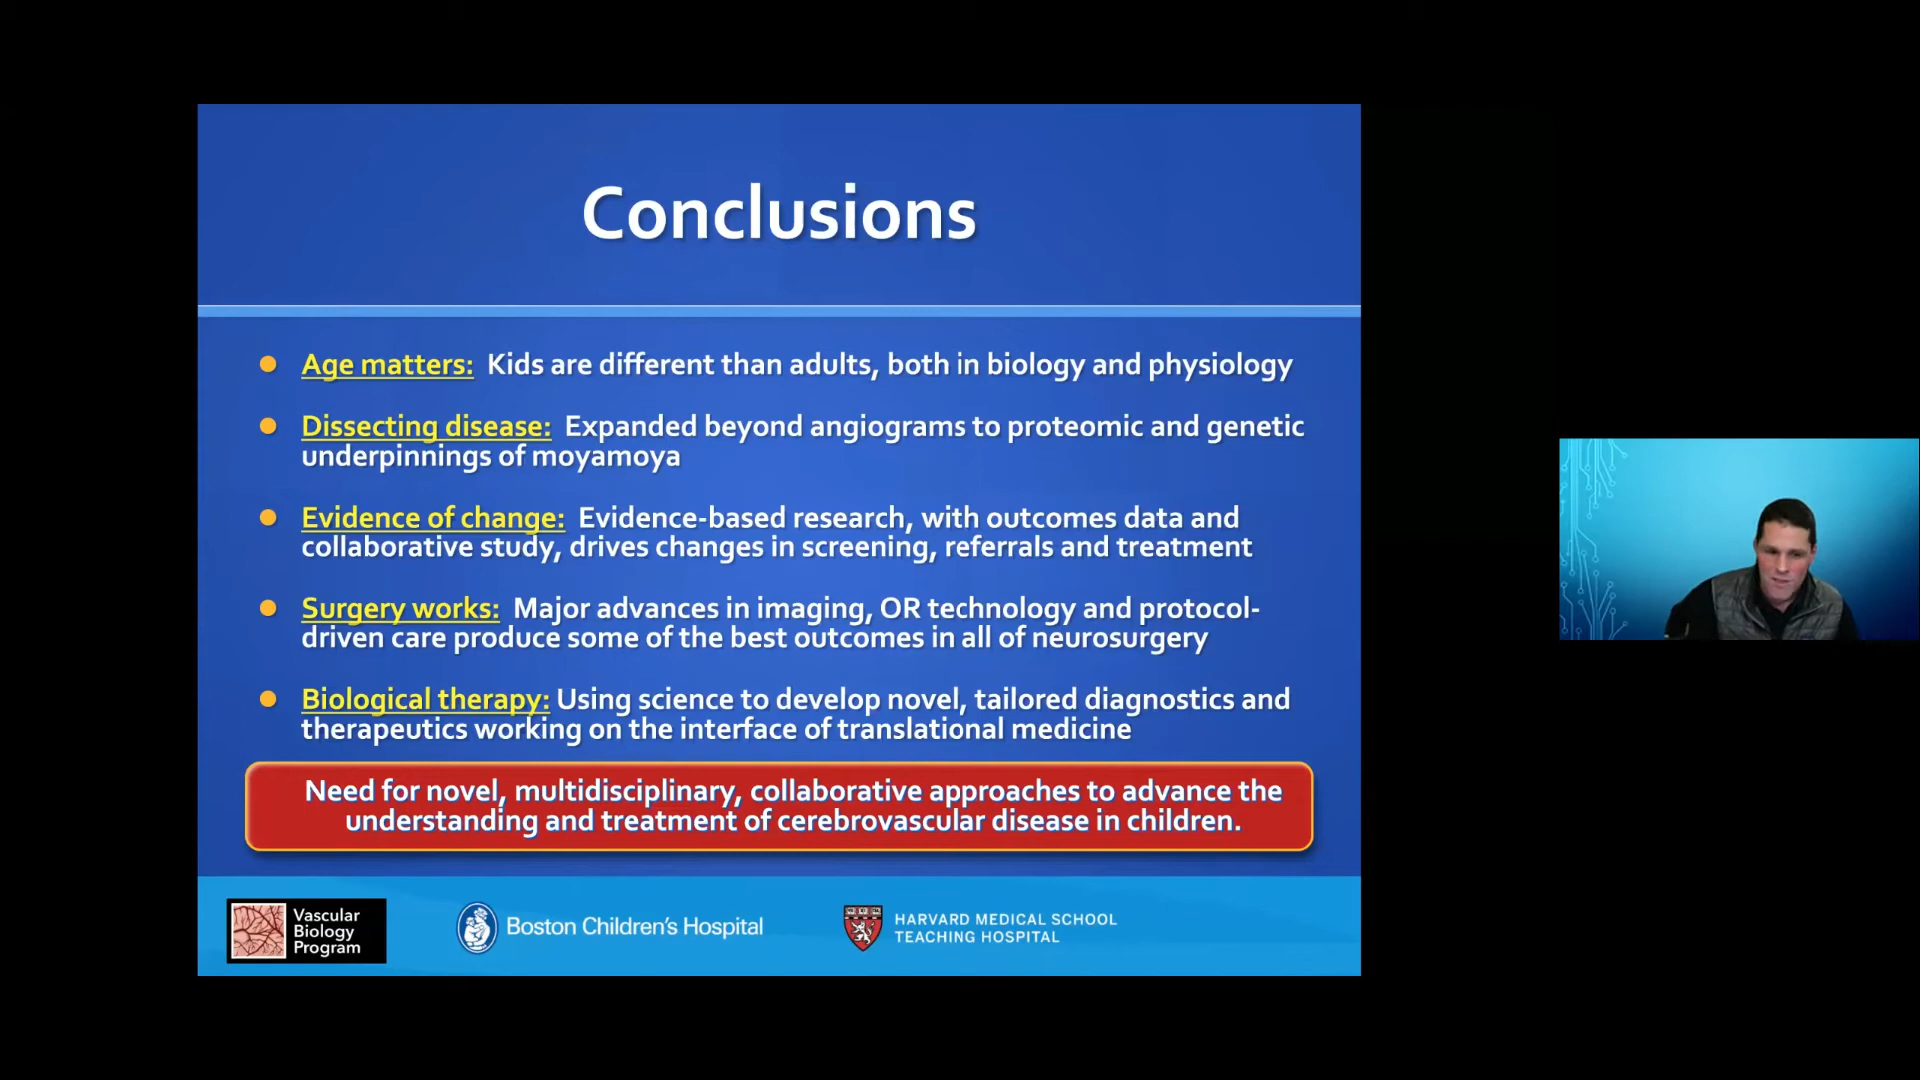 Conclusions
Age matters: Kids are different than adults, both in biology and physiology
Dissecting disease: Expanded beyond angiograms to proteomic and genetic
underpinnings of moyamoya
Evidence of change: Evidence-based research, with outcomes data and
collaborative study, drives changes in screening, referrals and treatment
Surgery works: Major advances in imaging, OR technology and protocol-
driven care produce some of the best outcomes in all of neurosurgery
Biological therapy: Using science to develop novel, tailored diagnostics and
therapeutics working on the interface of translational medicine
Need for novel, multidisciplinary, collaborative approaches to advance the
understanding and treatment of cerebrovascular disease in children.
Vascular
Biology
Program
Boston Children's Hospital
HARVARD MEDICAL SCHOOL
TEACHING HOSPITAL